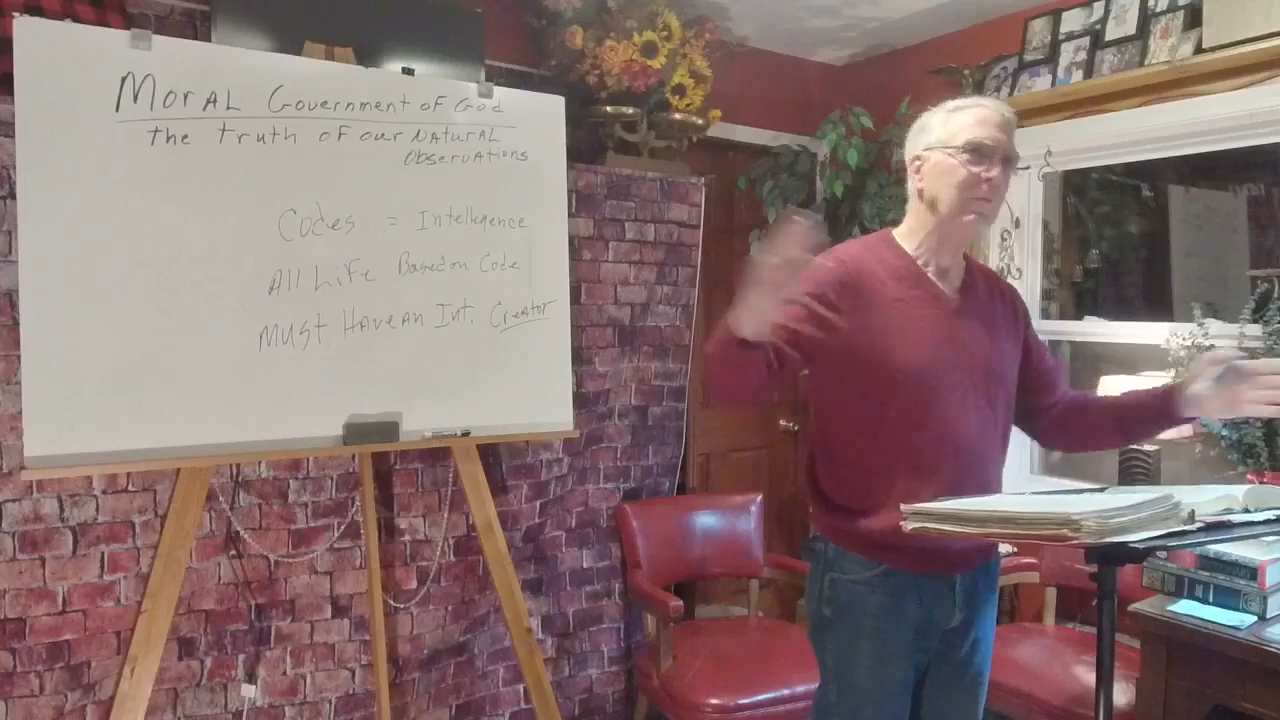 Moral Government of God
the truth of our Natural
Observations
Codes = Intellegence
All Life Based on Code
Must Have An Int. Creator